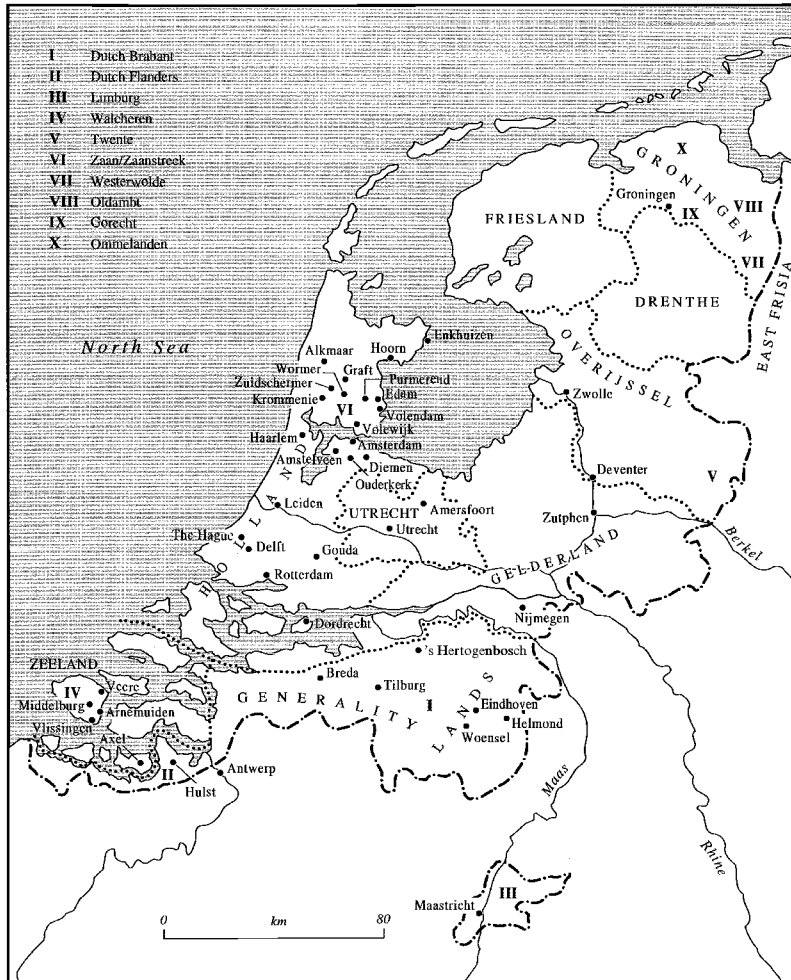 I Dutch Brabant
II Dutch Flanders
III Limburg
IV Walcheren
V Twente
VI Zaan/Zaanstreek
VII Westerwolde
VIII Oldambt
IX Gorecht
X Ommelanden
X
GRONINGEN
Groningen
VIII
IX
FRIESLAND
VII
DRENTHE
EAST FRISIA
North Sea
Enkhuizen
Alkmaar
Hoorn
OVERIJSSEL
Wormer
Graft
Zuidschermer
Purmerend
Krommenie
Edam
Zwolle
VI
Volendam
Volewijk
Haarlem
Amsterdam
Amstelveen
Diemen
Ouderkerk
Deventer
V
HOLLAND
Leiden
UTRECHT
Amersfoort
Zutphen
Utrecht
Berkel
The Hague
Delft
Gouda
GELDERLAND
Rotterdam
Dordrecht
Nijmegen
's Hertogenbosch
ZEELAND
Breda
IV
Veere
Tilburg
GENERALITY LANDS
I
Middelburg
Arnemuiden
Eindhoven
Vlissingen
Helmond
Woensel
Axel
II
Antwerp
Hulst
Maas
Rhine
III
Maastricht
0 km 80